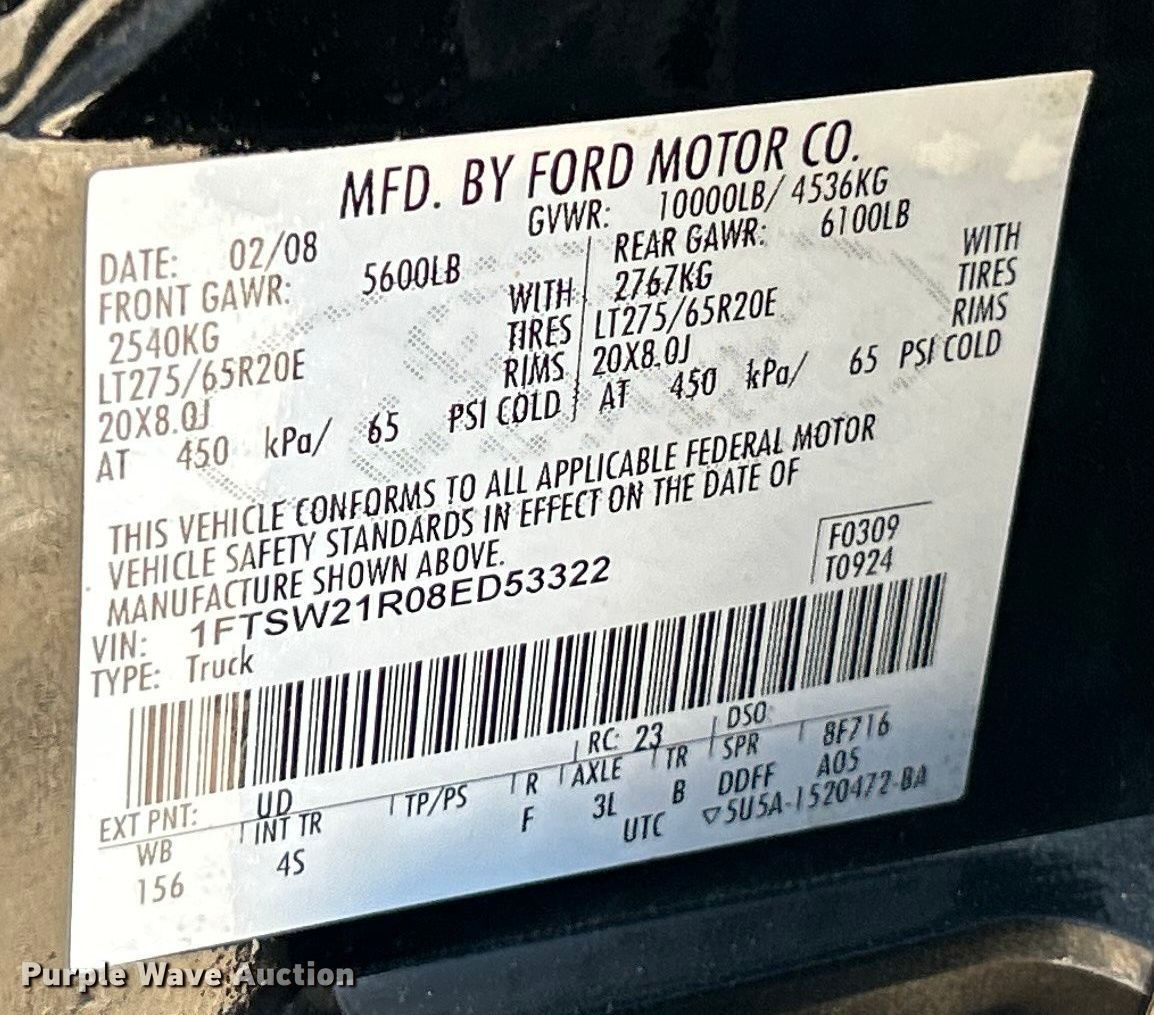 MFD. BY FORD MOTOR CO.
DATE: 02/08 GVWR: 10000LB/ 4536KG
FRONT GAWR: 5600LB REAR GAWR: 6100LB
2540KG WITH 2767KG WITH
LT275/65R20E TIRES LT275/65R20E TIRES
20X8.0J RIMS 20X8.0J RIMS
AT 450 kPa/ 65 PSI COLD AT 450 kPa/ 65 PSI COLD
THIS VEHICLE CONFORMS TO ALL APPLICABLE FEDERAL MOTOR
VEHICLE SAFETY STANDARDS IN EFFECT ON THE DATE OF
MANUFACTURE SHOWN ABOVE.
F0309
T0924
VIN: 1FTSW21R08ED53322
TYPE: Truck
EXT PNT: UD RC: 23 DSO: 8F716
WB INT TR TP/PS R AXLE TR SPR A05
156 4S F 3L B DDFF
UTC ▽5U5A-1520472-BA
Purple Wave Auction